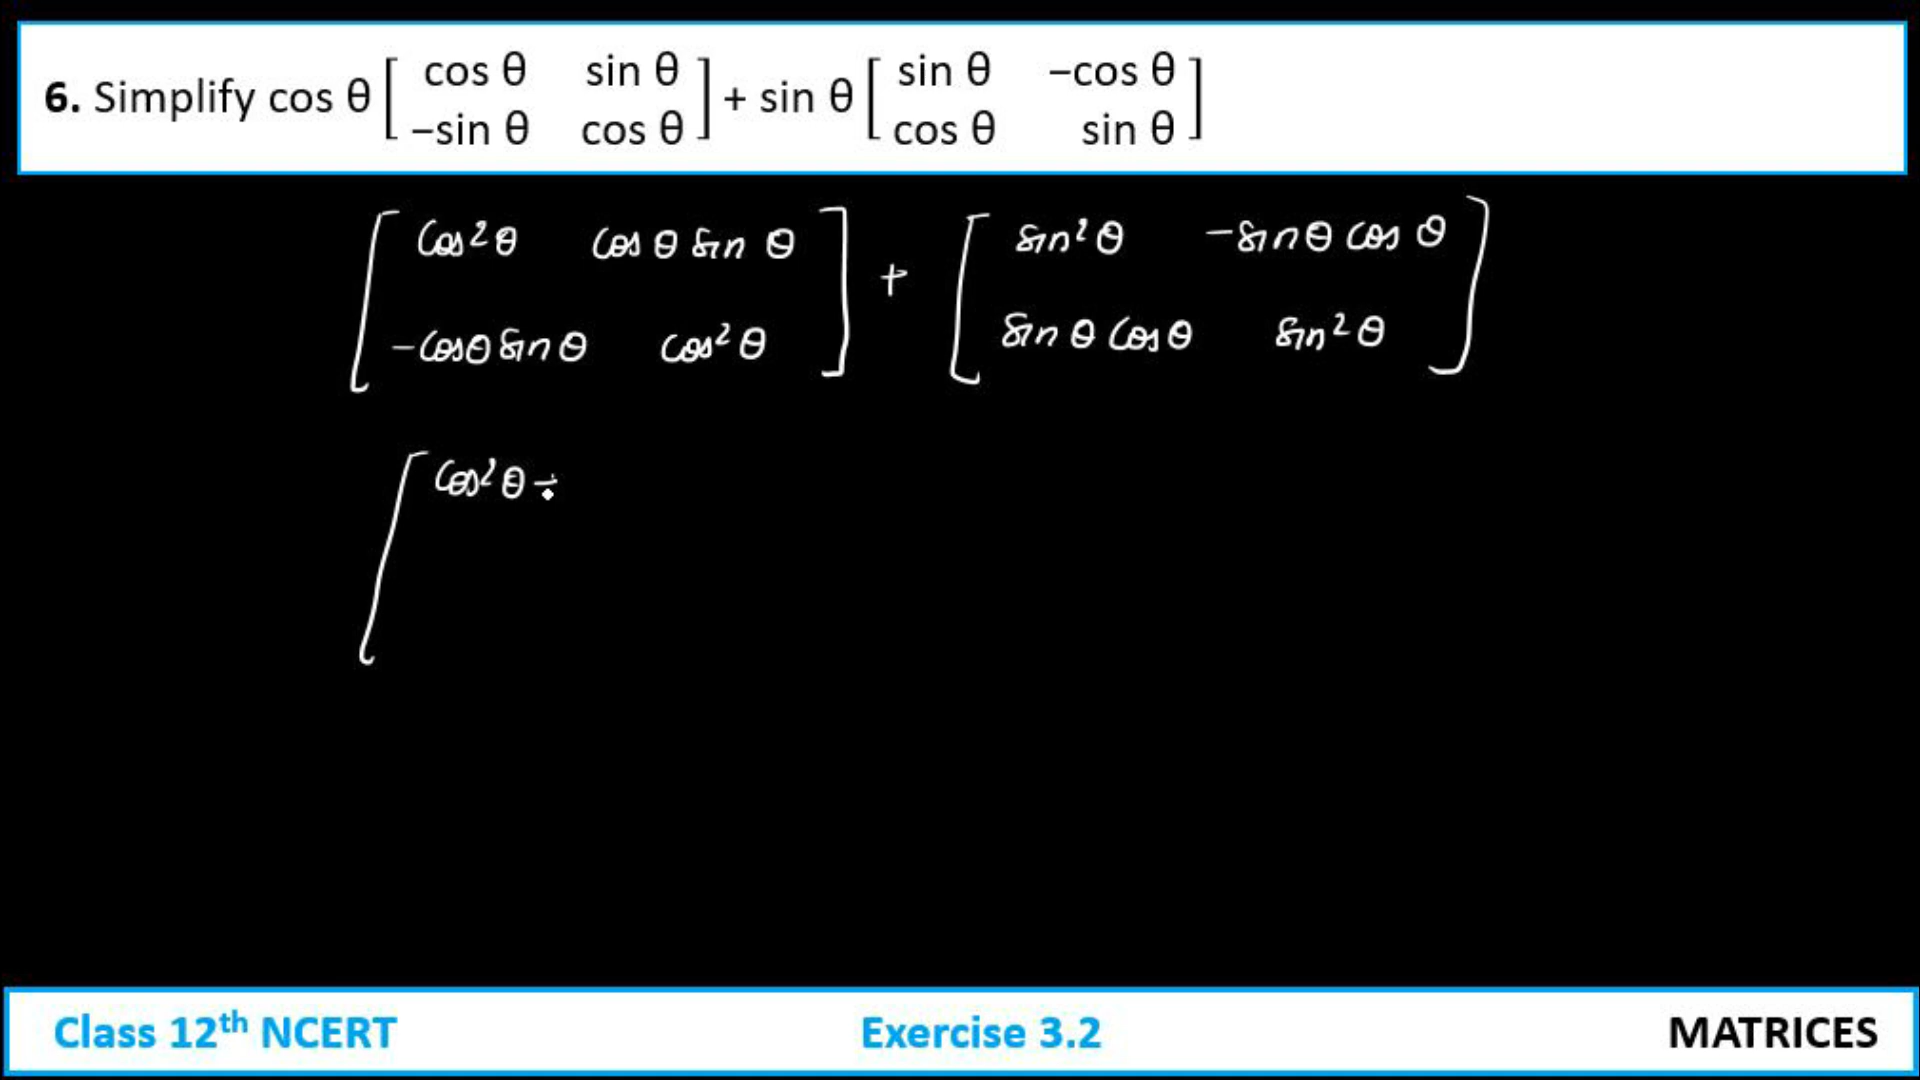 6. Simplify cos θ [ cos θ sin θ ] + sin θ [ sin θ −cos θ ]
−sin θ cos θ cos θ sin θ
[ cos²θ cosθ sinθ ] + [ sin²θ −sinθ cosθ ]
−cosθ sinθ cos²θ sinθ cosθ sin²θ
[ cos²θ +
Class 12th NCERT Exercise 3.2 MATRICES